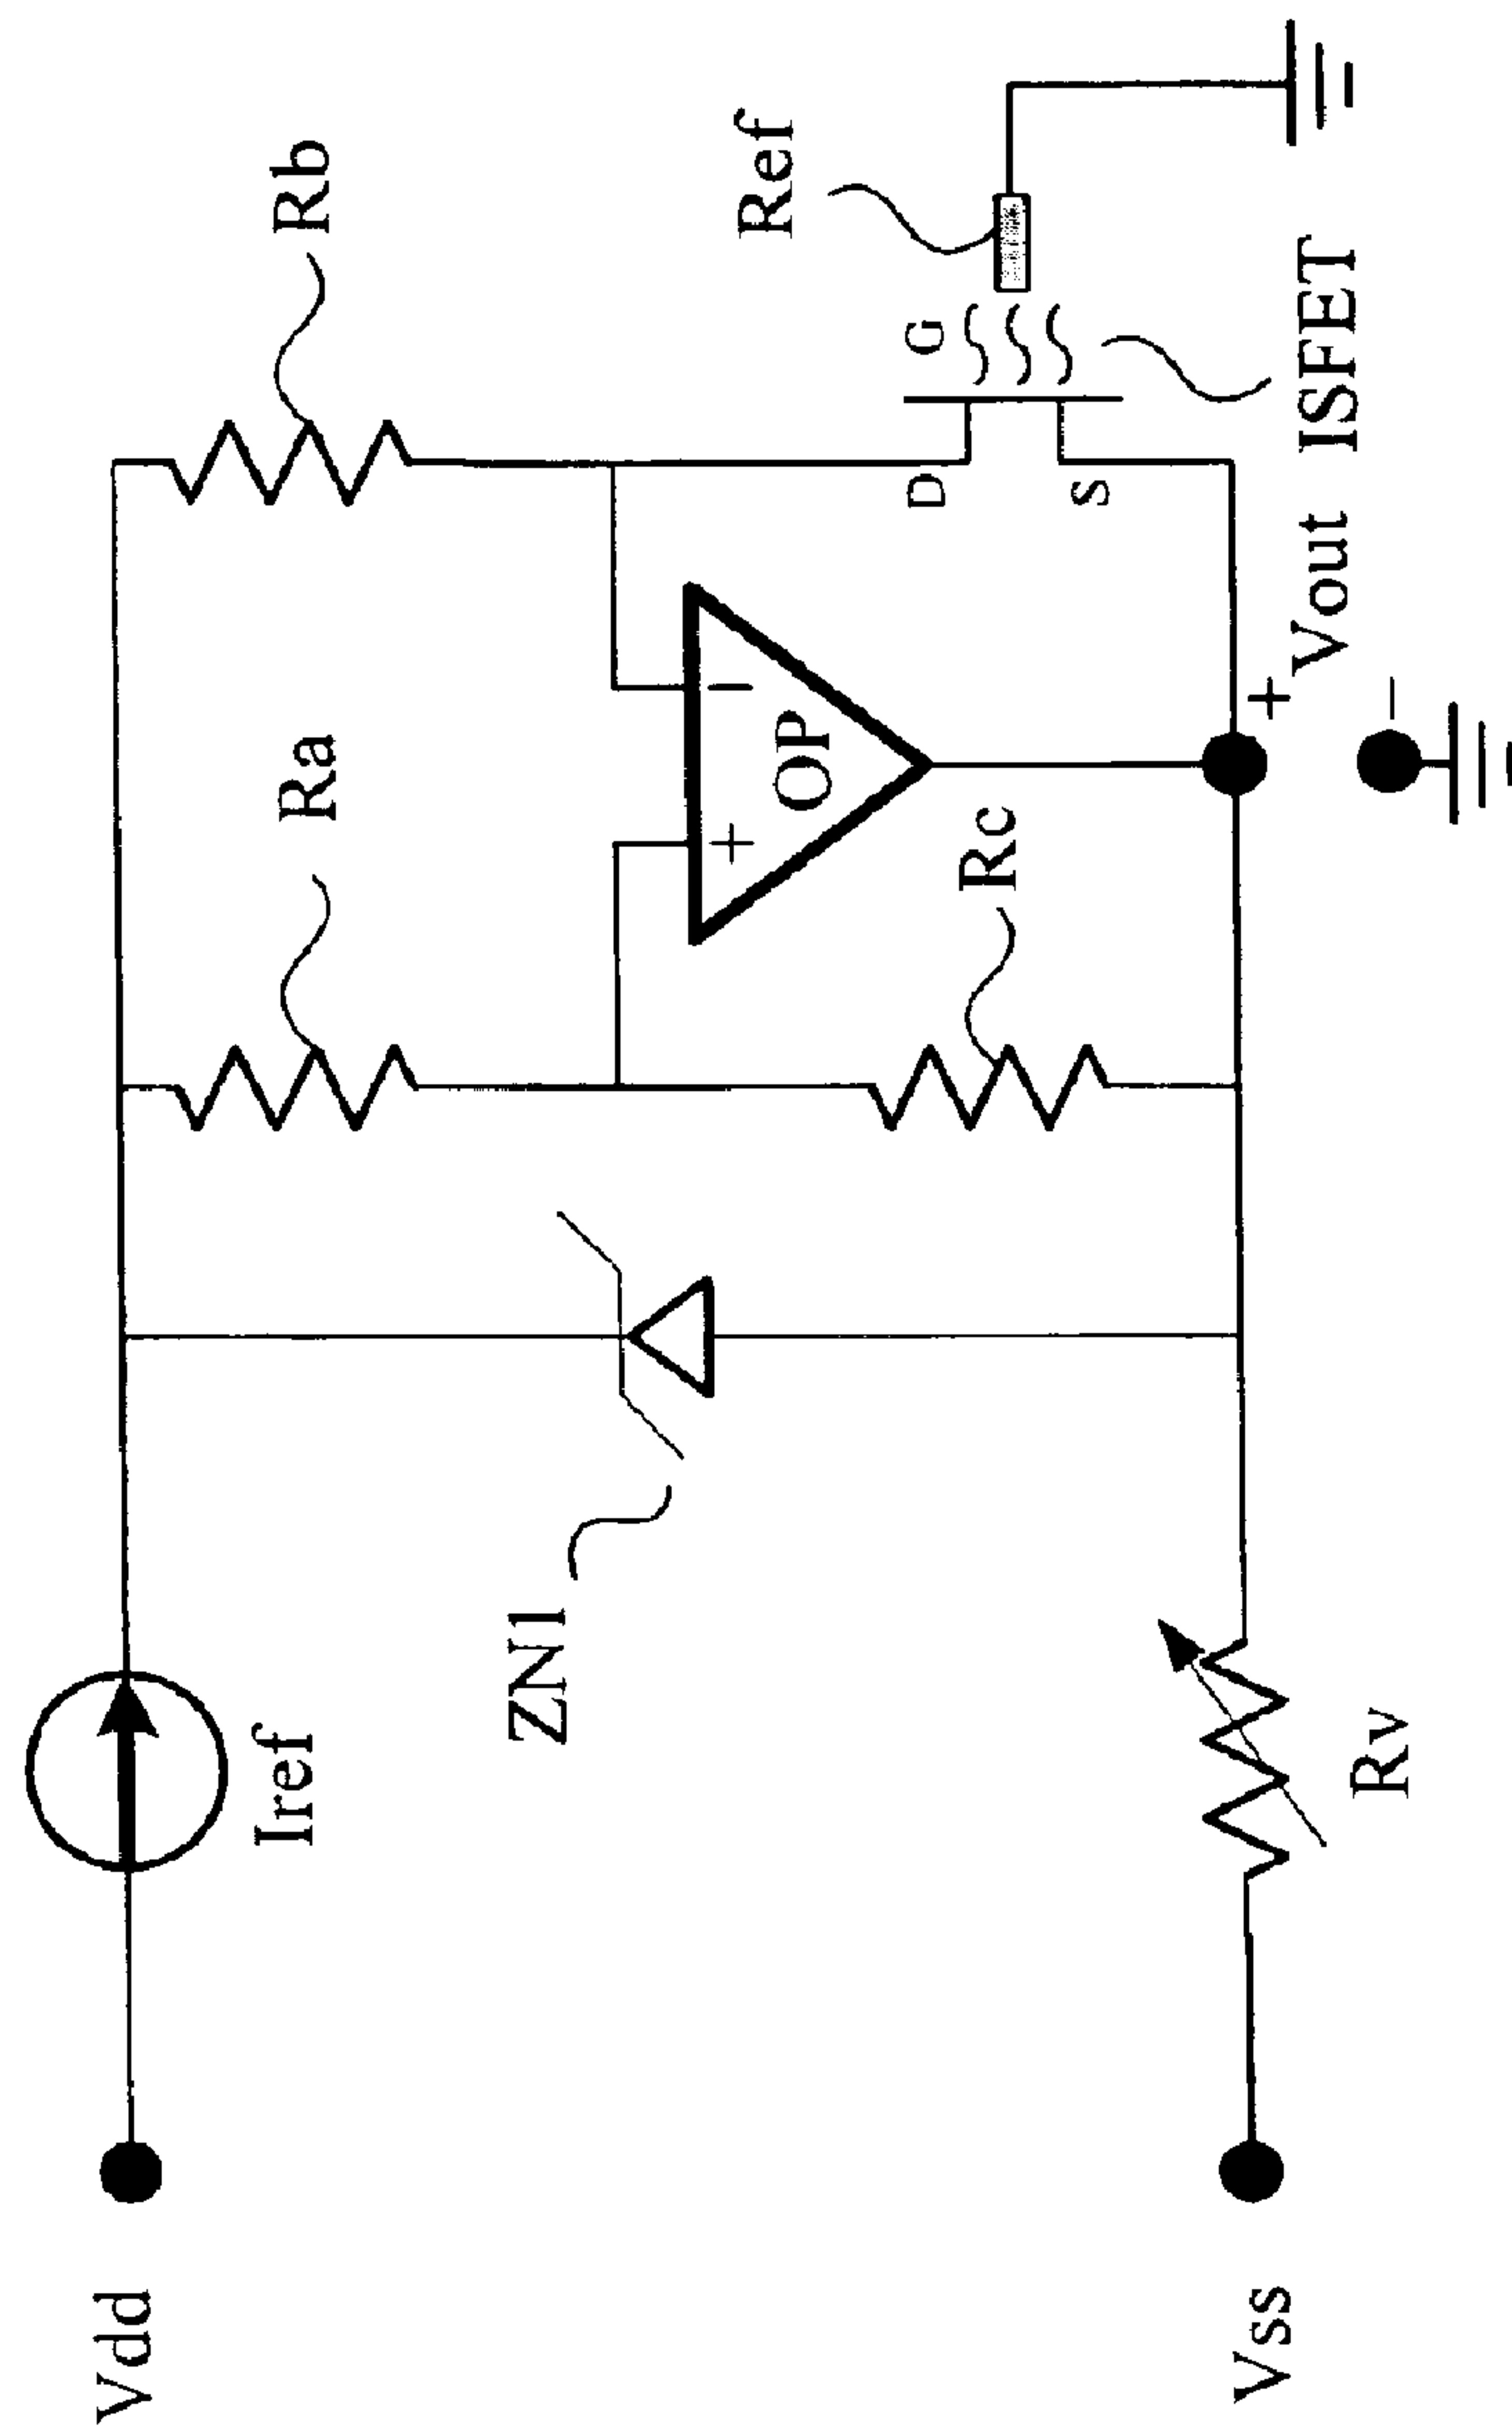 Vdd
Iref
ZN1
Ra
Rb
+
−
OP
Rc
D
G
S
Ref
ISFET
Vout
+
−
Rv
Vss